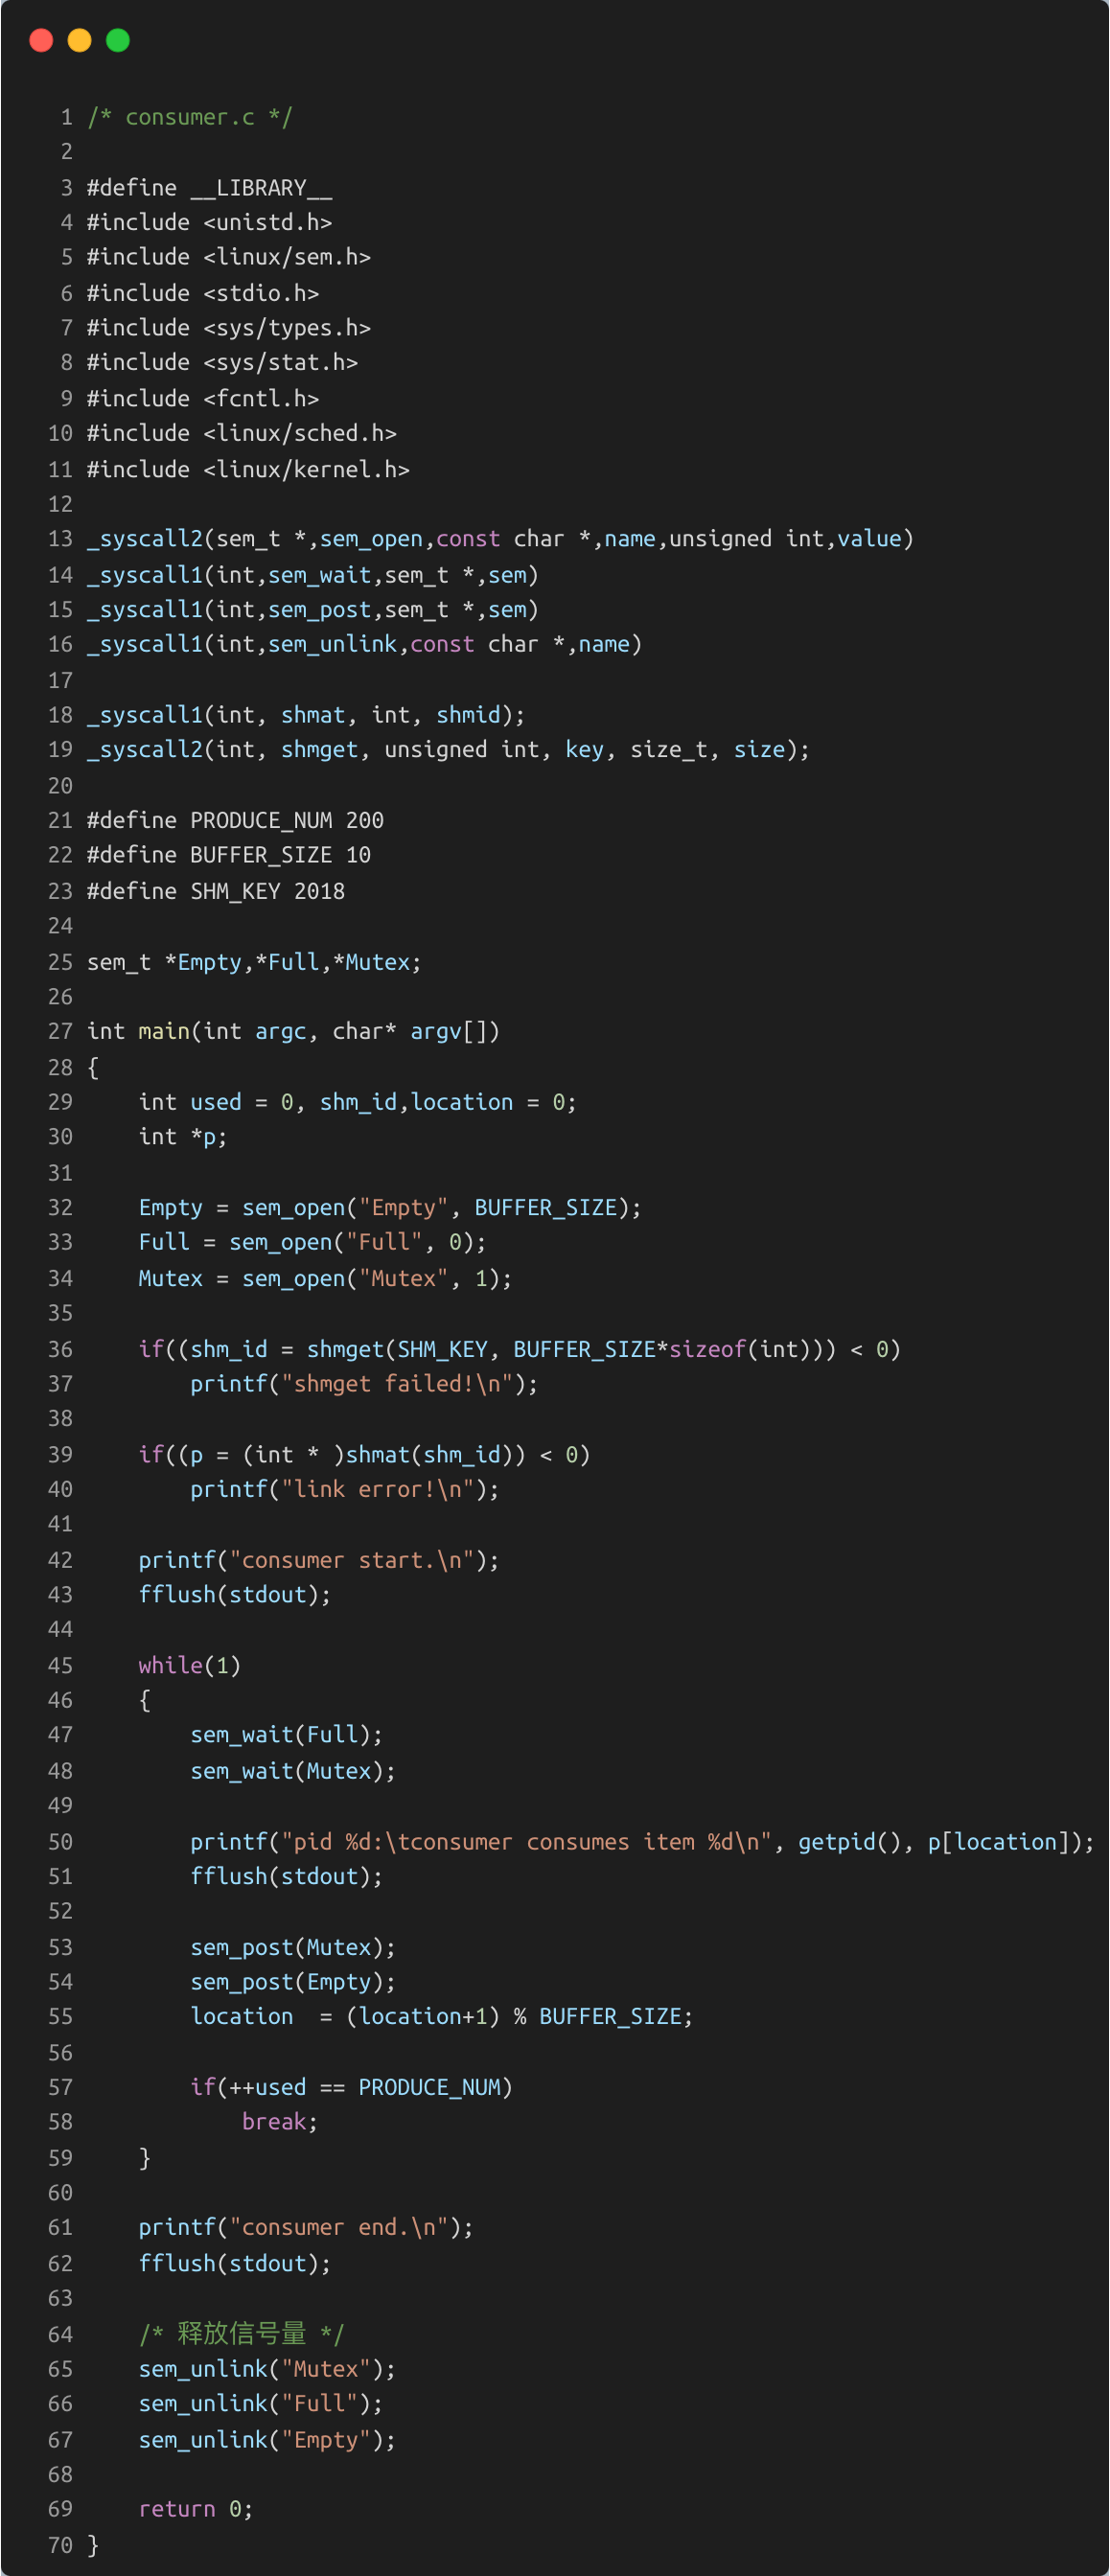 1 /* consumer.c */
2
3 #define __LIBRARY__
4 #include <unistd.h>
5 #include <linux/sem.h>
6 #include <stdio.h>
7 #include <sys/types.h>
8 #include <sys/stat.h>
9 #include <fcntl.h>
10 #include <linux/sched.h>
11 #include <linux/kernel.h>
12
13 _syscall2(sem_t *,sem_open,const char *,name,unsigned int,value)
14 _syscall1(int,sem_wait,sem_t *,sem)
15 _syscall1(int,sem_post,sem_t *,sem)
16 _syscall1(int,sem_unlink,const char *,name)
17
18 _syscall1(int, shmat, int, shmid);
19 _syscall2(int, shmget, unsigned int, key, size_t, size);
20
21 #define PRODUCE_NUM 200
22 #define BUFFER_SIZE 10
23 #define SHM_KEY 2018
24
25 sem_t *Empty,*Full,*Mutex;
26
27 int main(int argc, char* argv[])
28 {
29     int used = 0, shm_id,location = 0;
30     int *p;
31
32     Empty = sem_open("Empty", BUFFER_SIZE);
33     Full = sem_open("Full", 0);
34     Mutex = sem_open("Mutex", 1);
35
36     if((shm_id = shmget(SHM_KEY, BUFFER_SIZE*sizeof(int))) < 0)
37         printf("shmget failed!\n");
38
39     if((p = (int * )shmat(shm_id)) < 0)
40         printf("link error!\n");
41
42     printf("consumer start.\n");
43     fflush(stdout);
44
45     while(1)
46     {
47         sem_wait(Full);
48         sem_wait(Mutex);
49
50         printf("pid %d:\tconsumer consumes item %d\n", getpid(), p[location]);
51         fflush(stdout);
52
53         sem_post(Mutex);
54         sem_post(Empty);
55         location  = (location+1) % BUFFER_SIZE;
56
57         if(++used == PRODUCE_NUM)
58             break;
59     }
60
61     printf("consumer end.\n");
62     fflush(stdout);
63
64     /* 释放信号量 */
65     sem_unlink("Mutex");
66     sem_unlink("Full");
67     sem_unlink("Empty");
68
69     return 0;
70 }